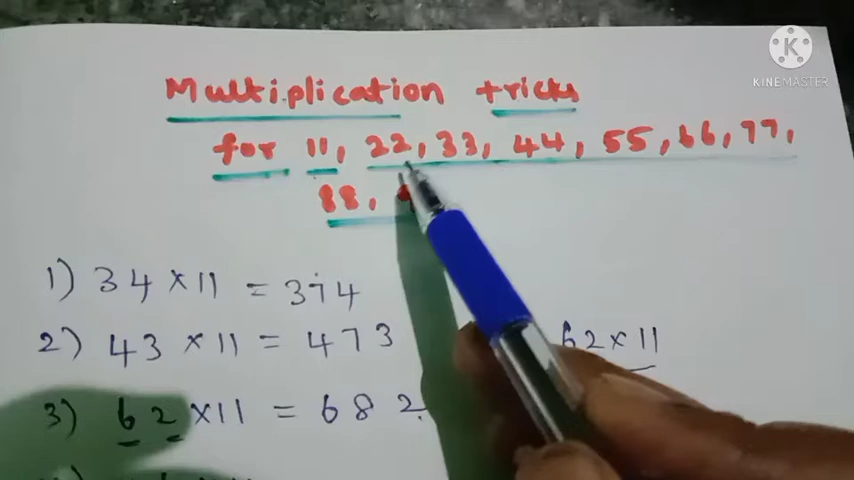 Multiplication tricks
for 11, 22, 33, 44, 55, 66, 77,
88,
1) 34 × 11 = 374
2) 43 × 11 = 473
62 × 11
3) 62 × 11 = 682
KINEMASTER